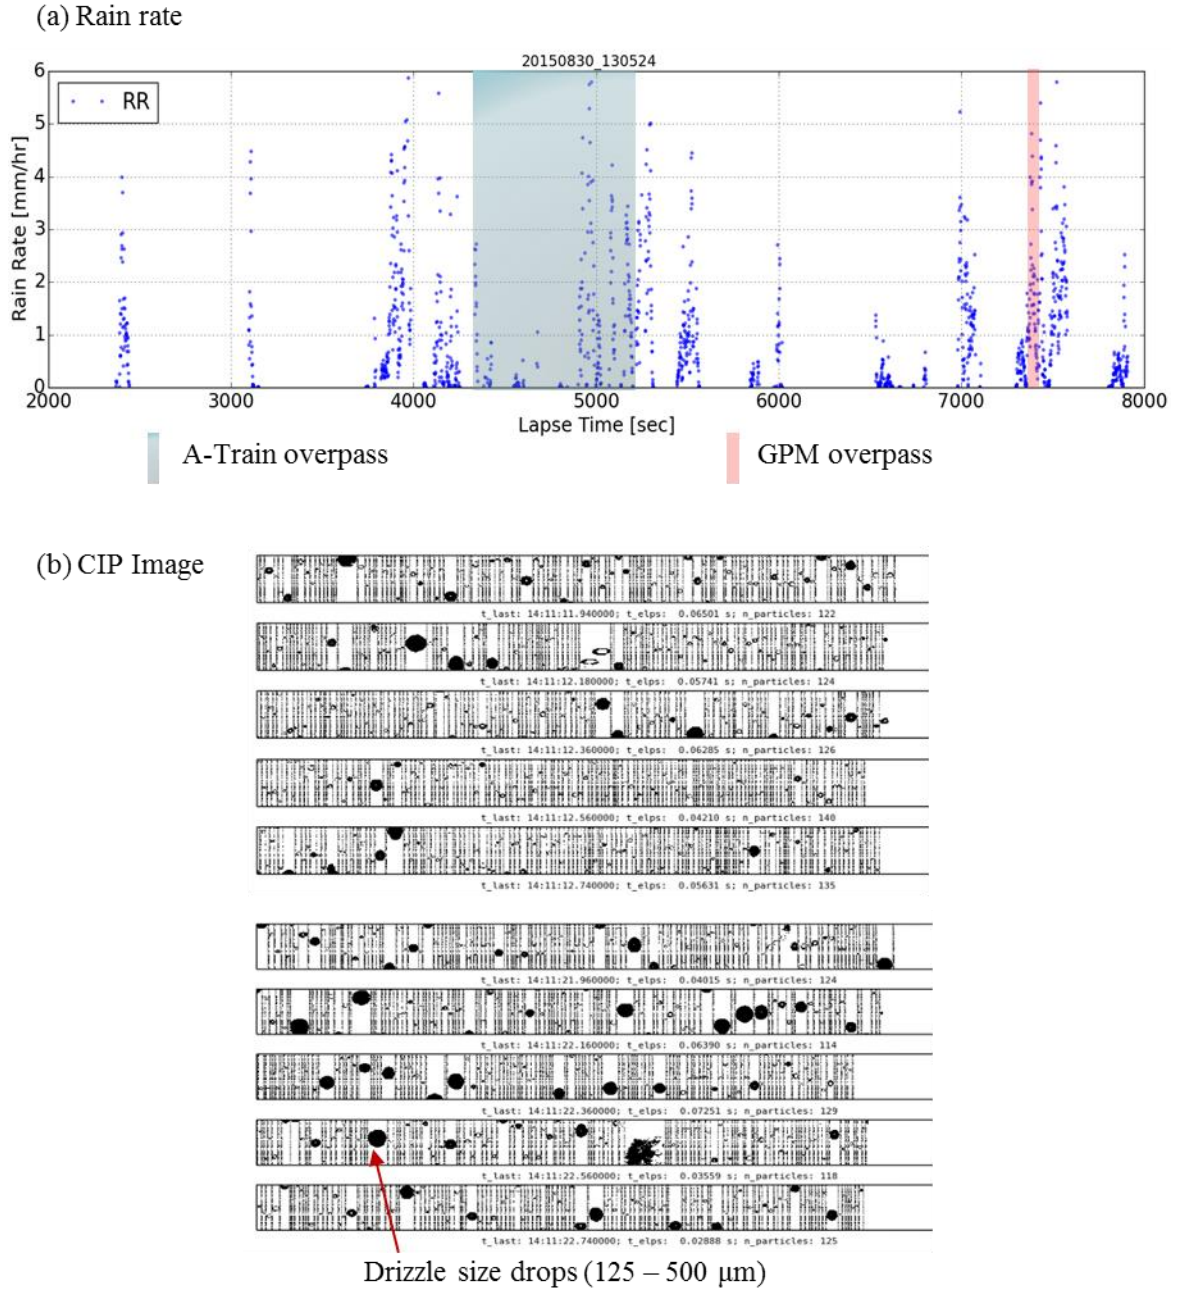 (a) Rain rate
20150830_130524
6
5
4
3
2
1
0
Rain Rate [mm/hr]
RR
2000 3000 4000 5000 6000 7000 8000
Lapse Time [sec]
A-Train overpass
GPM overpass
(b) CIP Image
t_last: 14:11:11.940000; t_elps: 0.06501 s; n_particles: 122
t_last: 14:11:12.180000; t_elps: 0.05741 s; n_particles: 124
t_last: 14:11:12.360000; t_elps: 0.06285 s; n_particles: 126
t_last: 14:11:12.560000; t_elps: 0.04210 s; n_particles: 140
t_last: 14:11:12.740000; t_elps: 0.05631 s; n_particles: 135
t_last: 14:11:21.960000; t_elps: 0.04015 s; n_particles: 124
t_last: 14:11:22.160000; t_elps: 0.06390 s; n_particles: 114
t_last: 14:11:22.360000; t_elps: 0.07251 s; n_particles: 129
t_last: 14:11:22.560000; t_elps: 0.03559 s; n_particles: 118
t_last: 14:11:22.740000; t_elps: 0.02888 s; n_particles: 125
Drizzle size drops (125 – 500 μm)